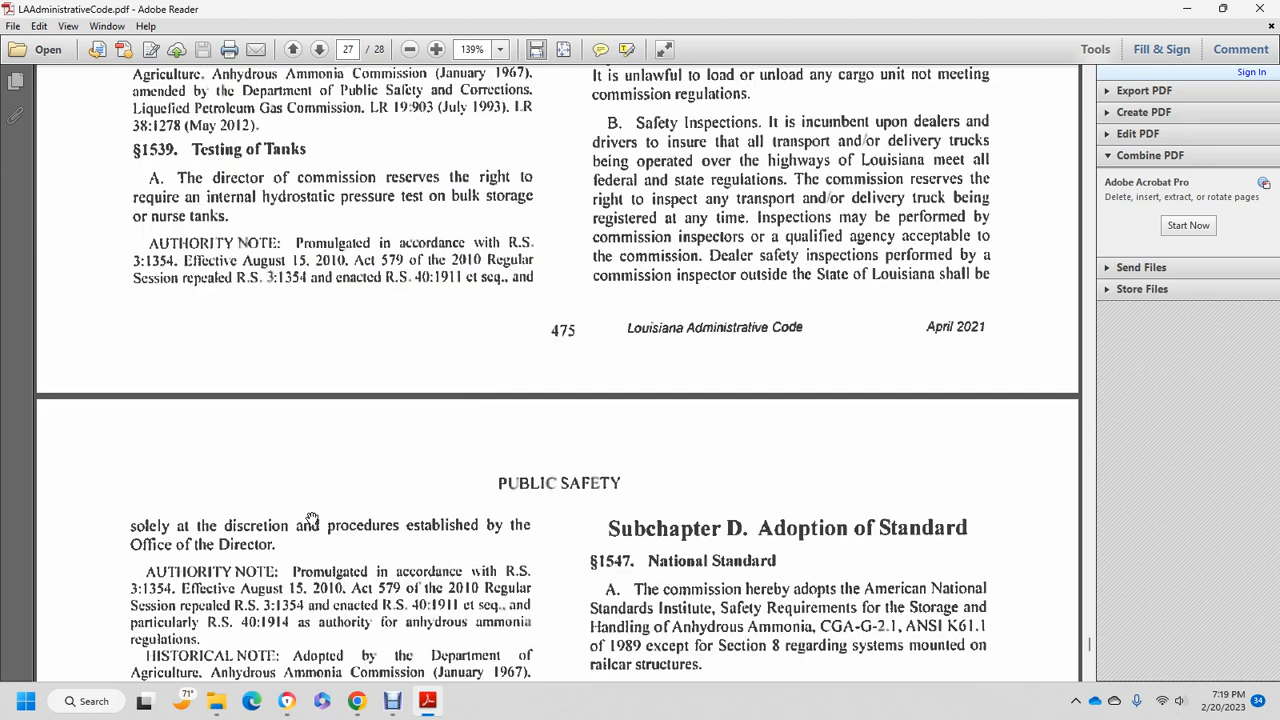 LAAdministrativeCode.pdf - Adobe Reader
File Edit View Window Help
Open 27 / 28 139% Tools Fill & Sign Comment
Sign In
Export PDF
Create PDF
Edit PDF
Combine PDF
Adobe Acrobat Pro
Delete, insert, extract, or rotate pages
Start Now
Send Files
Store Files
Agriculture. Anhydrous Ammonia Commission (January 1967),
amended by the Department of Public Safety and Corrections.
Liquefied Petroleum Gas Commission. LR 19:903 (July 1993). LR
38:1278 (May 2012).
§1539. Testing of Tanks
A. The director of commission reserves the right to
require an internal hydrostatic pressure test on bulk storage
or nurse tanks.
AUTHORITY NOTE: Promulgated in accordance with R.S.
3:1354. Effective August 15. 2010. Act 579 of the 2010 Regular
Session repealed R.S. 3:1354 and enacted R.S. 40:1911 et seq., and
It is unlawful to load or unload any cargo unit not meeting
commission regulations.
B. Safety Inspections. It is incumbent upon dealers and
drivers to insure that all transport and/or delivery trucks
being operated over the highways of Louisiana meet all
federal and state regulations. The commission reserves the
right to inspect any transport and/or delivery truck being
registered at any time. Inspections may be performed by
commission inspectors or a qualified agency acceptable to
the commission. Dealer safety inspections performed by a
commission inspector outside the State of Louisiana shall be
475 Louisiana Administrative Code April 2021
PUBLIC SAFETY
solely at the discretion and procedures established by the
Office of the Director.
AUTHORITY NOTE: Promulgated in accordance with R.S.
3:1354. Effective August 15. 2010. Act 579 of the 2010 Regular
Session repealed R.S. 3:1354 and enacted R.S. 40:1911 et seq., and
particularly R.S. 40:1914 as authority for anhydrous ammonia
regulations.
HISTORICAL NOTE: Adopted by the Department of
Agriculture. Anhydrous Ammonia Commission (January 1967).
Subchapter D. Adoption of Standard
§1547. National Standard
A. The commission hereby adopts the American National
Standards Institute, Safety Requirements for the Storage and
Handling of Anhydrous Ammonia, CGA-G-2.1, ANSI K61.1
of 1989 except for Section 8 regarding systems mounted on
railcar structures.
Search 71° 7:19 PM
2/20/2023 34